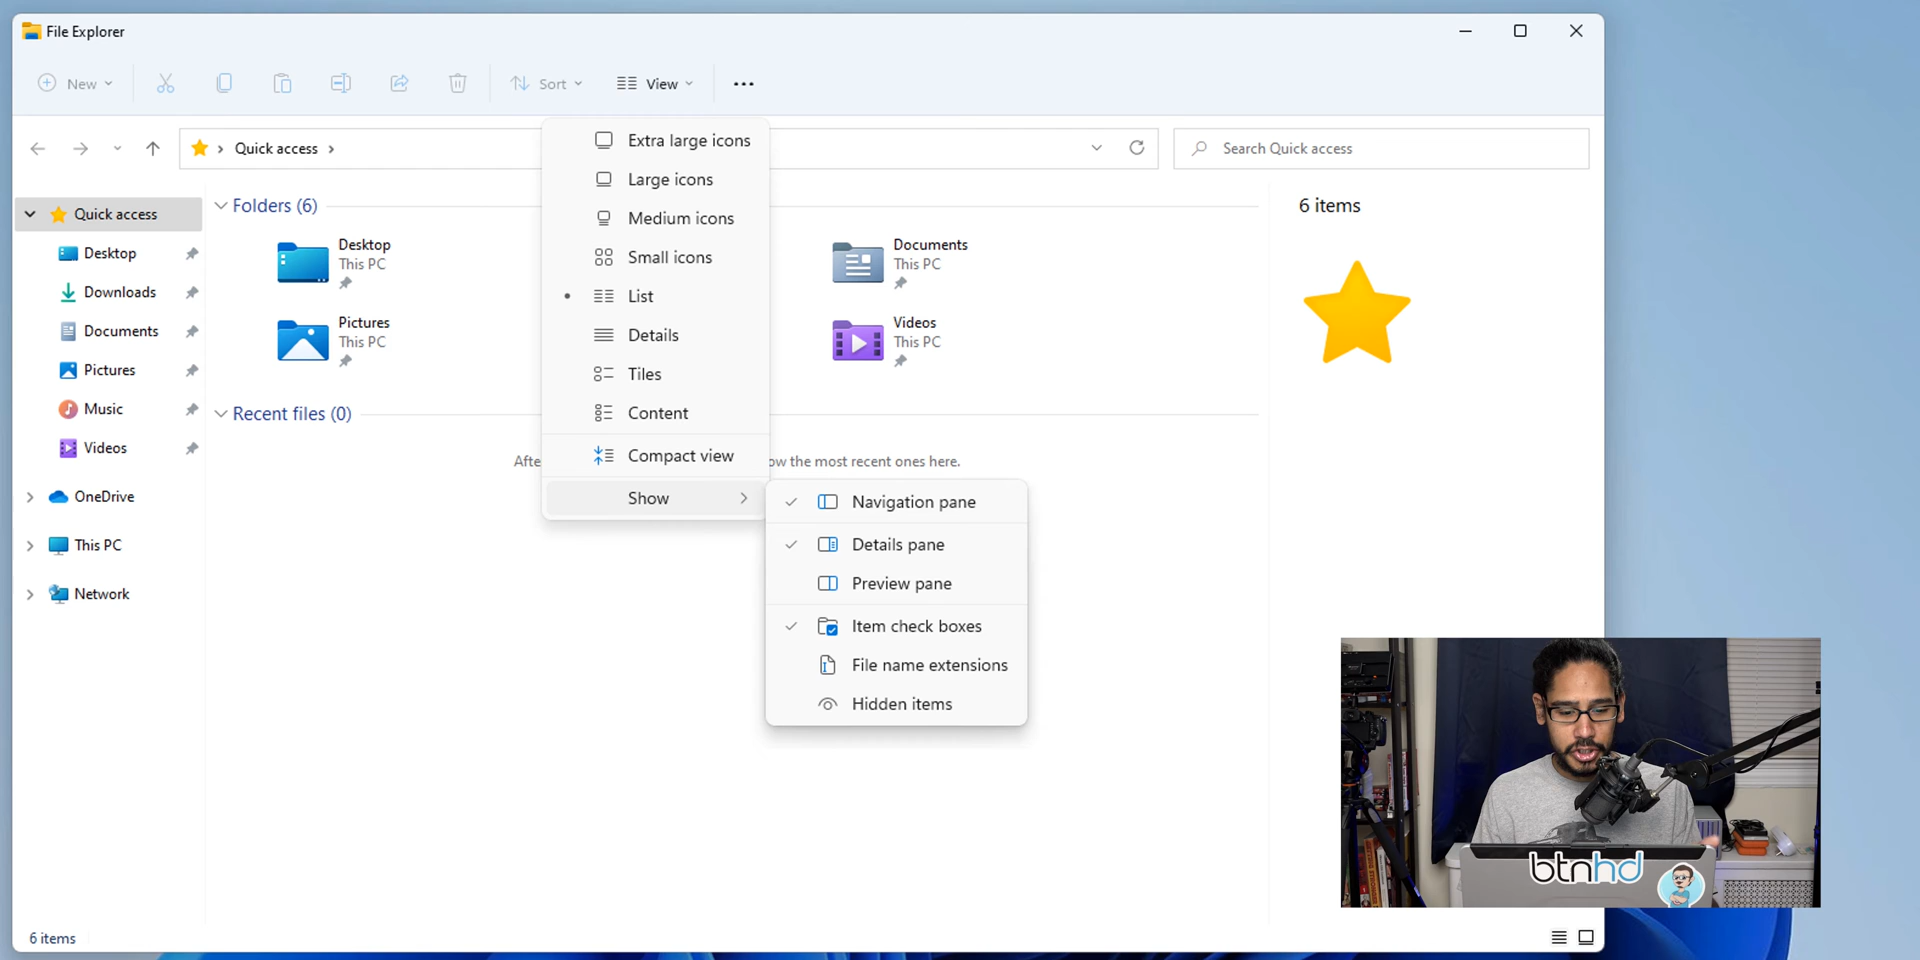 File Explorer
New
Sort
View
Quick access
Search Quick access
Quick access
Desktop
Downloads
Documents
Pictures
Music
Videos
OneDrive
This PC
Network
Folders (6)
Desktop
This PC
Pictures
This PC
Documents
This PC
Videos
This PC
Recent files (0)
Afte
ow the most recent ones here.
6 items
Extra large icons
Large icons
Medium icons
Small icons
List
Details
Tiles
Content
Compact view
Show
Navigation pane
Details pane
Preview pane
Item check boxes
File name extensions
Hidden items
btnhd
6 items